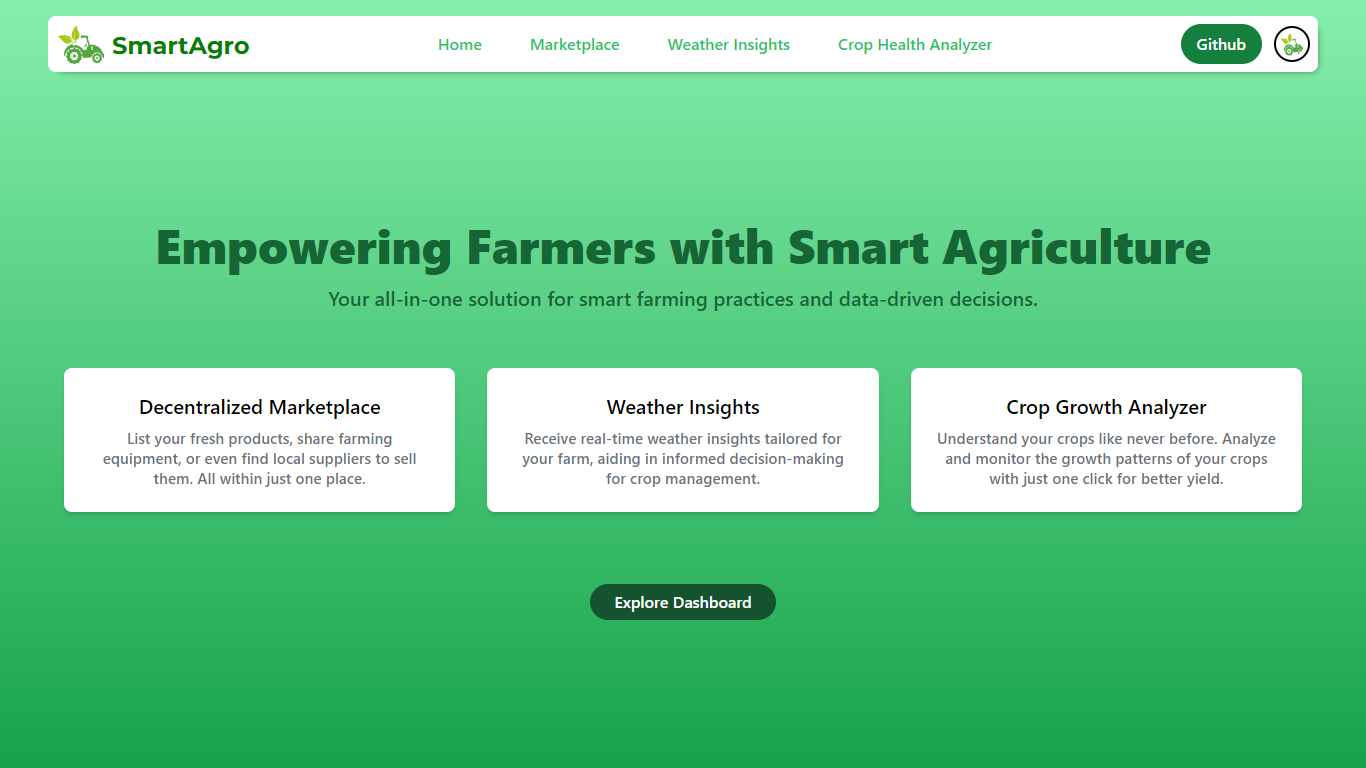 SmartAgro
Home
Marketplace
Weather Insights
Crop Health Analyzer
Github
Empowering Farmers with Smart Agriculture
Your all-in-one solution for smart farming practices and data-driven decisions.
Decentralized Marketplace
List your fresh products, share farming
equipment, or even find local suppliers to sell
them. All within just one place.
Weather Insights
Receive real-time weather insights tailored for
your farm, aiding in informed decision-making
for crop management.
Crop Growth Analyzer
Understand your crops like never before. Analyze
and monitor the growth patterns of your crops
with just one click for better yield.
Explore Dashboard